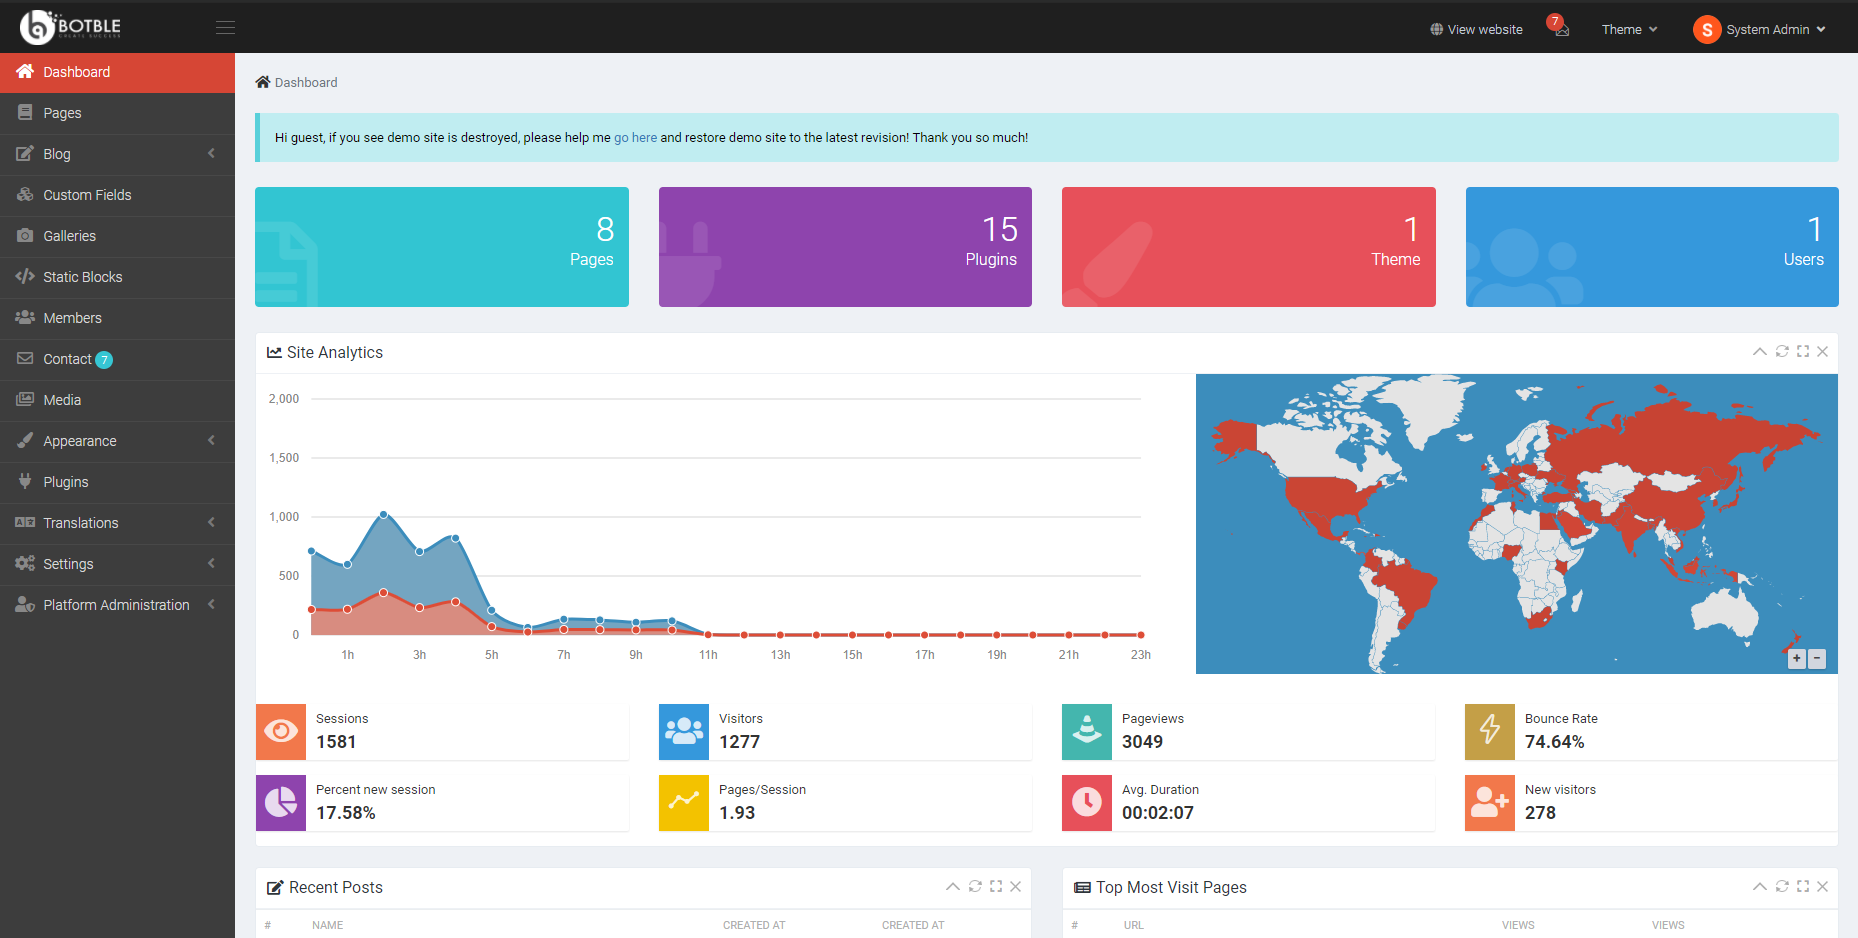 BOTBLE
CREATE SUCCESS
View website
7
Theme
S
System Admin
Dashboard
Pages
Blog
Custom Fields
Galleries
Static Blocks
Members
Contact 7
Media
Appearance
Plugins
Translations
Settings
Platform Administration
Dashboard
Hi guest, if you see demo site is destroyed, please help me go here and restore demo site to the latest revision! Thank you so much!
8
Pages
15
Plugins
1
Theme
1
Users
Site Analytics
2,000
1,500
1,000
500
0
1h 3h 5h 7h 9h 11h 13h 15h 17h 19h 21h 23h
+ −
Sessions
1581
Visitors
1277
Pageviews
3049
Bounce Rate
74.64%
Percent new session
17.58%
Pages/Session
1.93
Avg. Duration
00:02:07
New visitors
278
Recent Posts
# NAME CREATED AT CREATED AT
Top Most Visit Pages
# URL VIEWS VIEWS